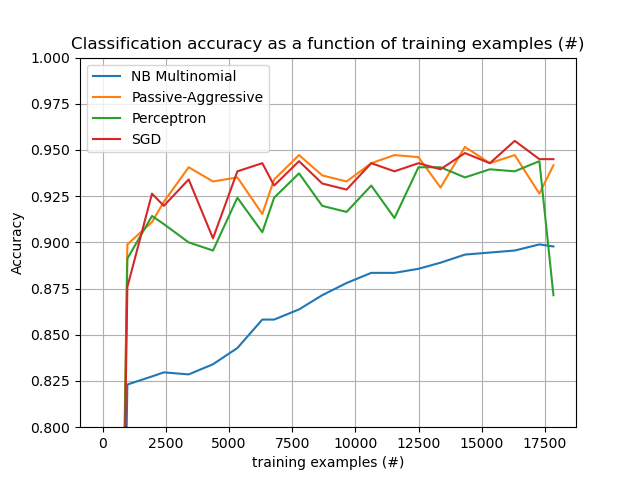 Classification accuracy as a function of training examples (#)
NB Multinomial
Passive-Aggressive
Perceptron
SGD
Accuracy
1.000
0.975
0.950
0.925
0.900
0.875
0.850
0.825
0.800
0 2500 5000 7500 10000 12500 15000 17500
training examples (#)